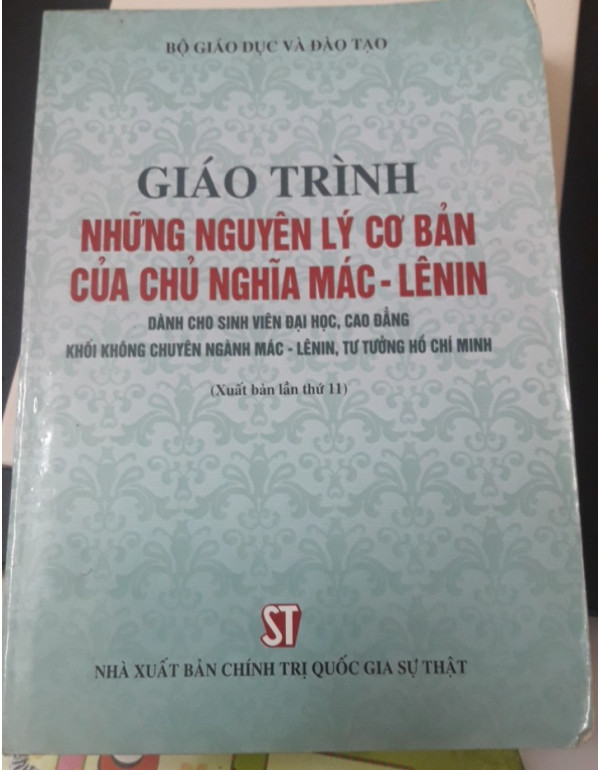 BỘ GIÁO DỤC VÀ ĐÀO TẠO
GIÁO TRÌNH
NHỮNG NGUYÊN LÝ CƠ BẢN
CỦA CHỦ NGHĨA MÁC - LÊNIN
DÀNH CHO SINH VIÊN ĐẠI HỌC, CAO ĐẲNG
KHỐI KHÔNG CHUYÊN NGÀNH MÁC - LÊNIN, TƯ TƯỞNG HỒ CHÍ MINH
(Xuất bản lần thứ 11)
ST
NHÀ XUẤT BẢN CHÍNH TRỊ QUỐC GIA SỰ THẬT